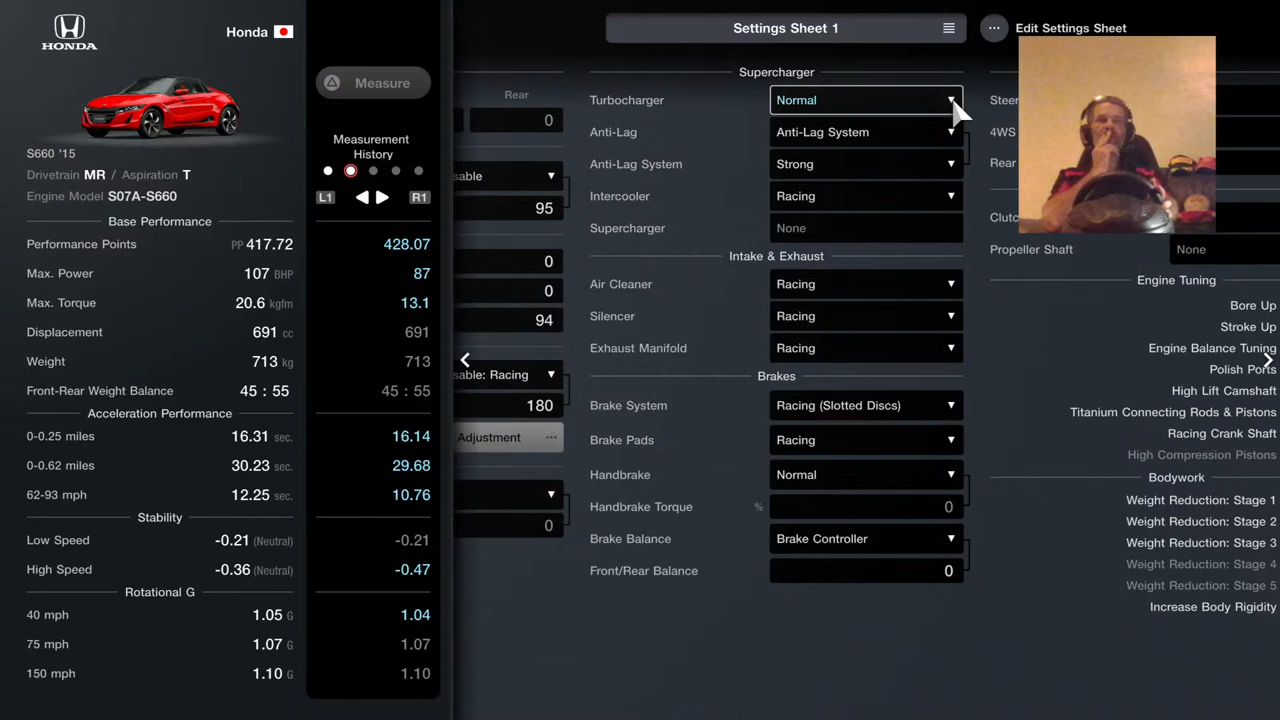 HONDA
Honda
S660 '15
Drivetrain MR / Aspiration T
Engine Model S07A-S660
Base Performance
Performance Points PP 417.72 428.07
Max. Power 107 BHP 87
Max. Torque 20.6 kgfm 13.1
Displacement 691 cc 691
Weight 713 kg 713
Front-Rear Weight Balance 45 : 55 45 : 55
Acceleration Performance
0-0.25 miles 16.31 sec. 16.14
0-0.62 miles 30.23 sec. 29.68
62-93 mph 12.25 sec. 10.76
Stability
Low Speed -0.21 (Neutral) -0.21
High Speed -0.36 (Neutral) -0.47
Rotational G
40 mph 1.05 G 1.04
75 mph 1.07 G 1.07
150 mph 1.10 G 1.10
Measure
Measurement
History
L1 R1
Rear
0
sable
95
0
0
94
sable: Racing
180
Adjustment ...
0
Settings Sheet 1
... Edit Settings Sheet
Supercharger
Turbocharger Normal
Anti-Lag Anti-Lag System
Anti-Lag System Strong
Intercooler Racing
Supercharger None
Intake & Exhaust
Air Cleaner Racing
Silencer Racing
Exhaust Manifold Racing
Brakes
Brake System Racing (Slotted Discs)
Brake Pads Racing
Handbrake Normal
Handbrake Torque % 0
Brake Balance Brake Controller
Front/Rear Balance 0
Steer
4WS
Rear
Clutc
Propeller Shaft None
Engine Tuning
Bore Up
Stroke Up
Engine Balance Tuning
Polish Ports
High Lift Camshaft
Titanium Connecting Rods & Pistons
Racing Crank Shaft
High Compression Pistons
Bodywork
Weight Reduction: Stage 1
Weight Reduction: Stage 2
Weight Reduction: Stage 3
Weight Reduction: Stage 4
Weight Reduction: Stage 5
Increase Body Rigidity